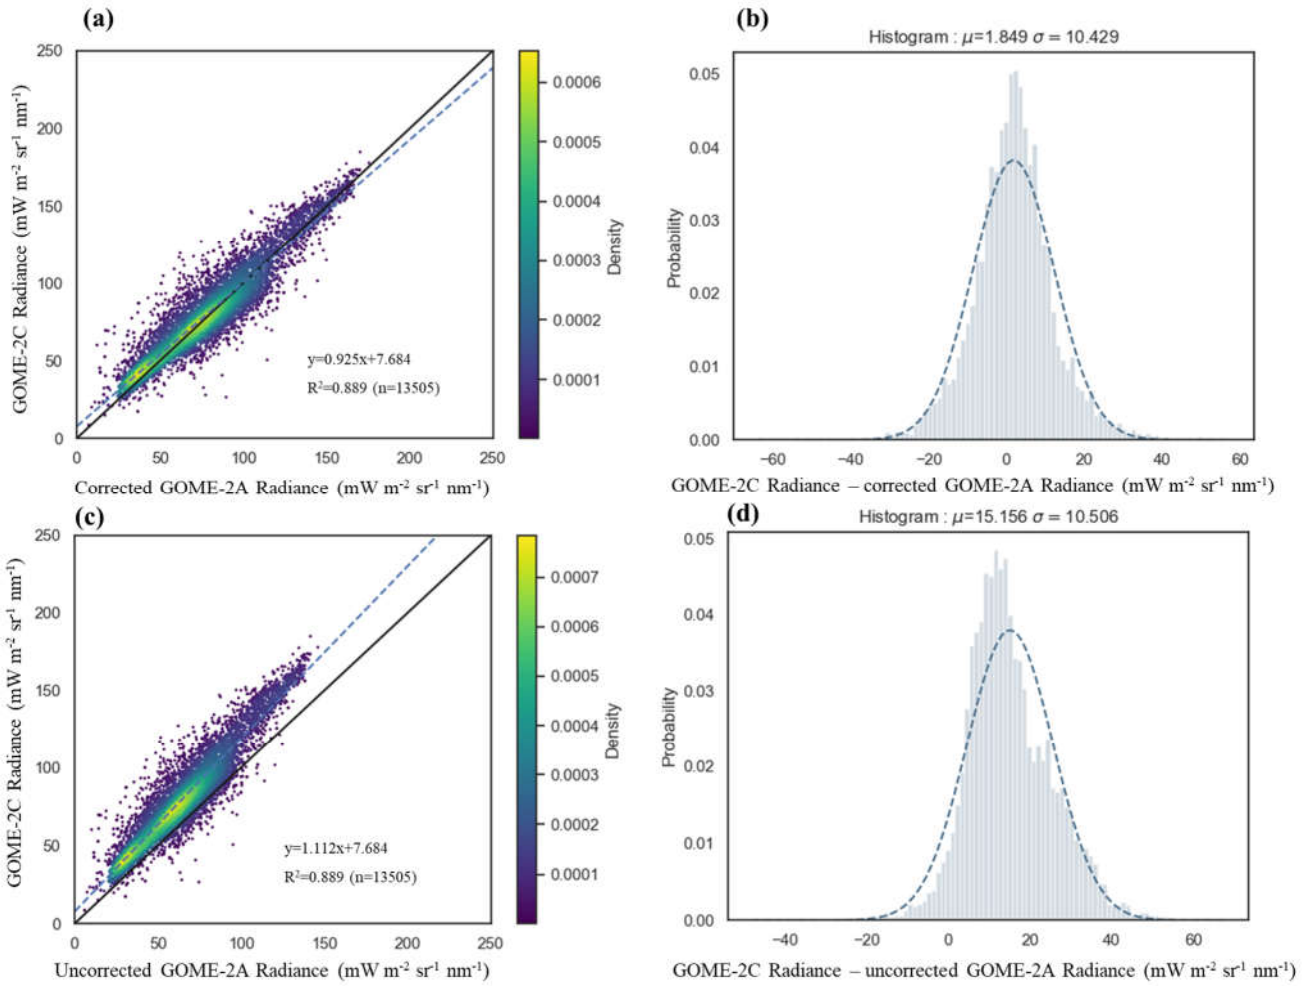 (a)
250
200
150
100
50
0
0 50 100 150 200 250
GOME-2C Radiance (mW m⁻² sr⁻¹ nm⁻¹)
Corrected GOME-2A Radiance (mW m⁻² sr⁻¹ nm⁻¹)
y=0.925x+7.684
R²=0.889 (n=13505)
0.0006
0.0005
0.0004
0.0003
0.0002
0.0001
Density
(b)
Histogram : μ=1.849 σ = 10.429
0.05
0.04
0.03
0.02
0.01
0.00
Probability
−60 −40 −20 0 20 40 60
GOME-2C Radiance – corrected GOME-2A Radiance (mW m⁻² sr⁻¹ nm⁻¹)
(c)
250
200
150
100
50
0
0 50 100 150 200 250
GOME-2C Radiance (mW m⁻² sr⁻¹ nm⁻¹)
Uncorrected GOME-2A Radiance (mW m⁻² sr⁻¹ nm⁻¹)
y=1.112x+7.684
R²=0.889 (n=13505)
0.0007
0.0006
0.0005
0.0004
0.0003
0.0002
0.0001
Density
(d)
Histogram : μ=15.156 σ = 10.506
0.05
0.04
0.03
0.02
0.01
0.00
Probability
−40 −20 0 20 40 60
GOME-2C Radiance – uncorrected GOME-2A Radiance (mW m⁻² sr⁻¹ nm⁻¹)